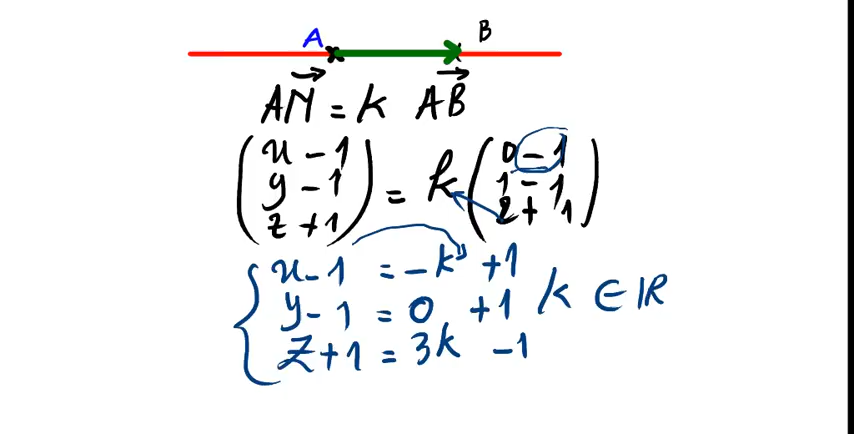 A B
AM = k AB
(x - 1) = k (0 - 1)
(y - 1) (1 - 1)
(z + 1) (2 + 1)
{ x - 1 = -k +1
y - 1 = 0 +1 k ∈ IR
z + 1 = 3k -1